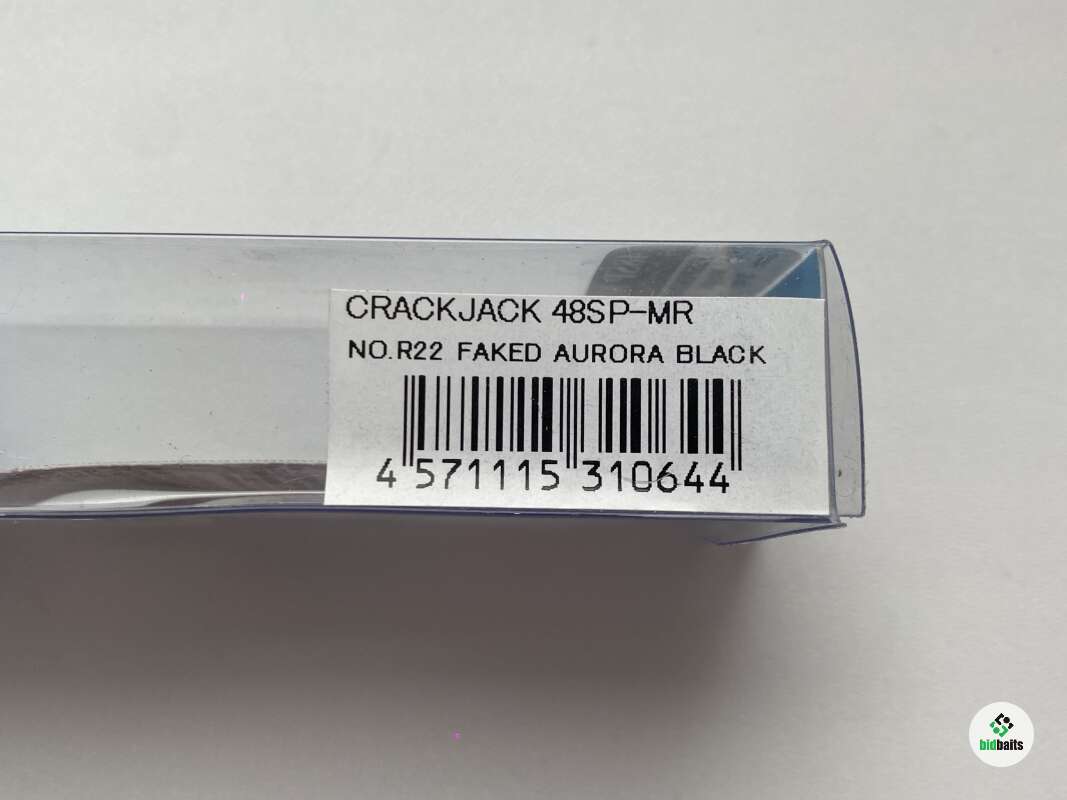 CRACKJACK 48SP-MR
NO.R22 FAKED AURORA BLACK
4 571115 310644
bidbaits